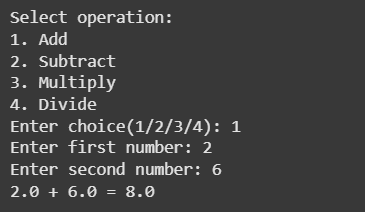 Select operation:
1. Add
2. Subtract
3. Multiply
4. Divide
Enter choice(1/2/3/4): 1
Enter first number: 2
Enter second number: 6
2.0 + 6.0 = 8.0